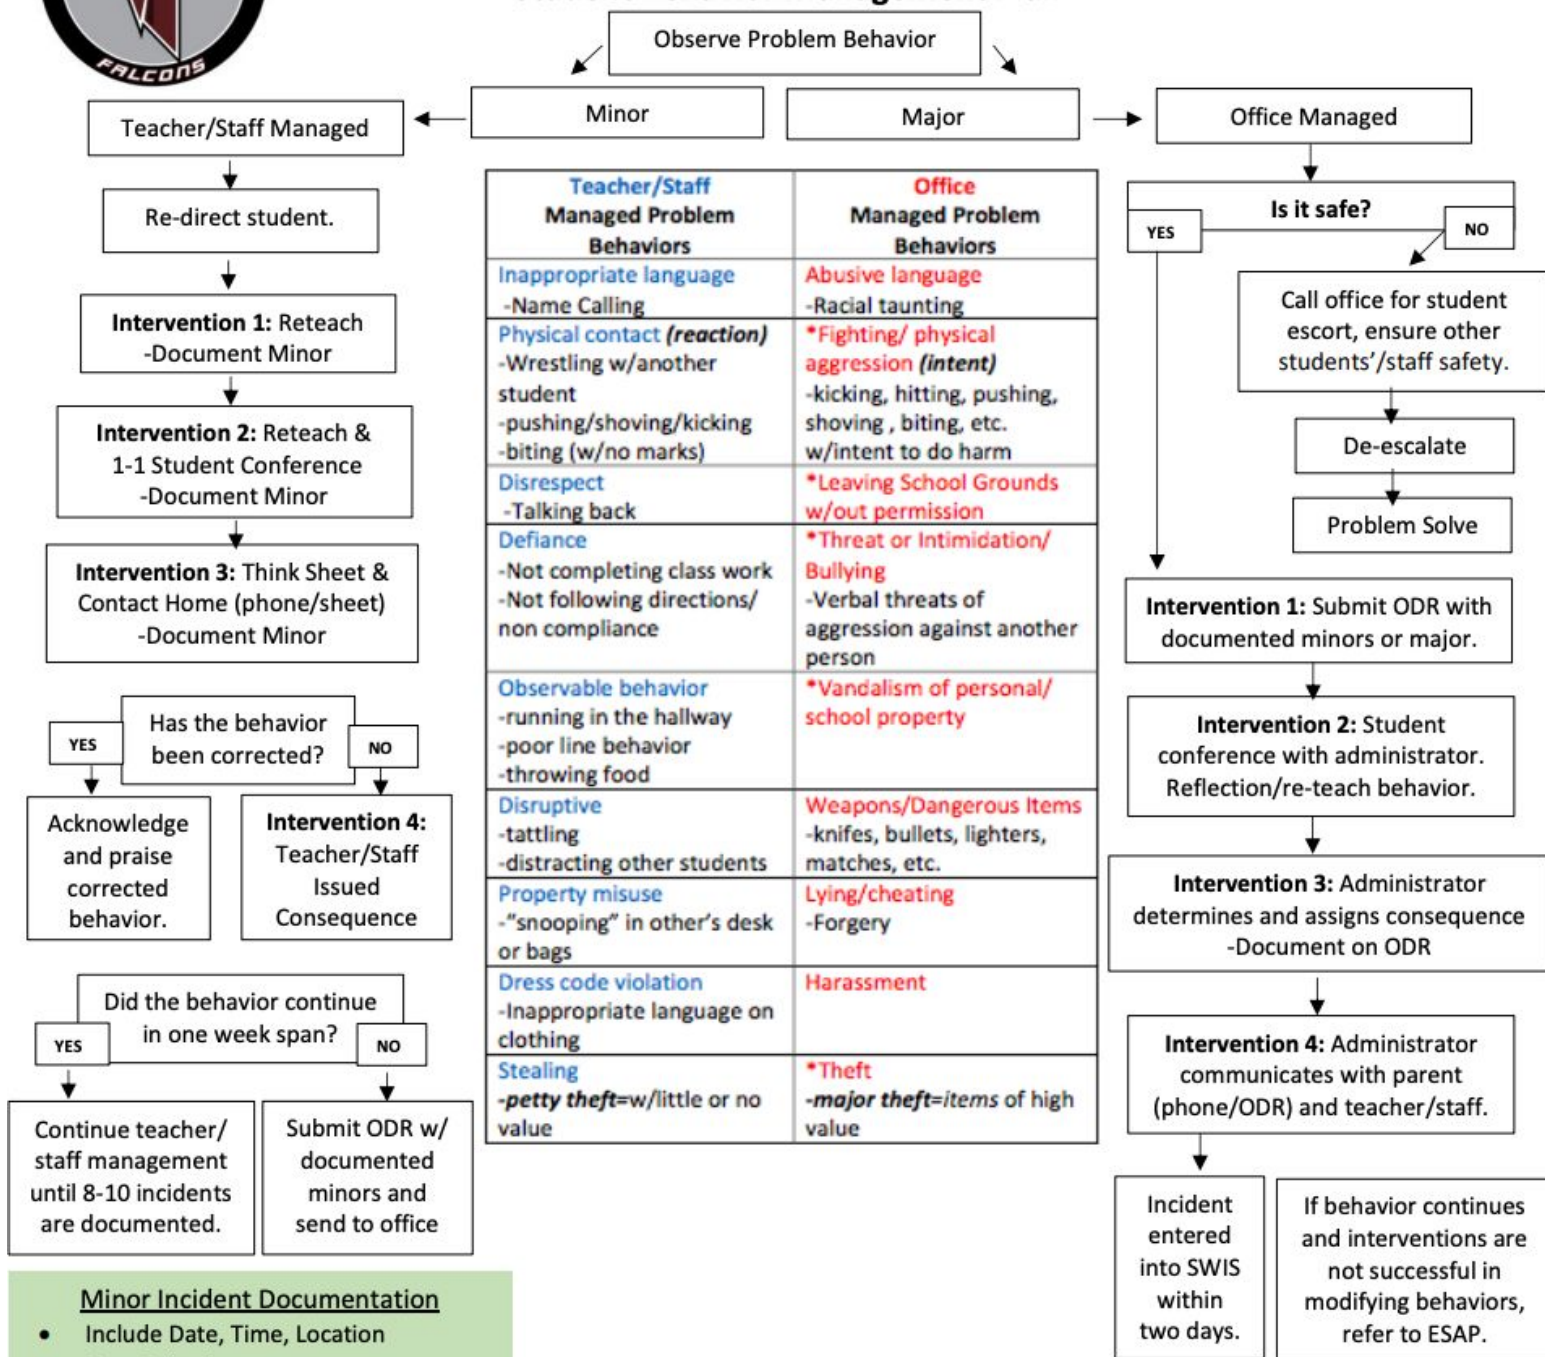 FALCONS
Observe Problem Behavior
Minor
Major
Teacher/Staff Managed
Office Managed
Re-direct student.
Intervention 1: Reteach
-Document Minor
Intervention 2: Reteach &
1-1 Student Conference
-Document Minor
Intervention 3: Think Sheet &
Contact Home (phone/sheet)
-Document Minor
Has the behavior
been corrected?
YES
NO
Acknowledge
and praise
corrected
behavior.
Intervention 4:
Teacher/Staff
Issued
Consequence
Did the behavior continue
in one week span?
YES
NO
Continue teacher/
staff management
until 8-10 incidents
are documented.
Submit ODR w/
documented
minors and
send to office
Minor Incident Documentation
• Include Date, Time, Location
Teacher/Staff
Managed Problem
Behaviors
Office
Managed Problem
Behaviors
Inappropriate language
-Name Calling
Abusive language
-Racial taunting
Physical contact (reaction)
-Wrestling w/another
student
-pushing/shoving/kicking
-biting (w/no marks)
*Fighting/ physical
aggression (intent)
-kicking, hitting, pushing,
shoving , biting, etc.
w/intent to do harm
Disrespect
-Talking back
*Leaving School Grounds
w/out permission
Defiance
-Not completing class work
-Not following directions/
non compliance
*Threat or Intimidation/
Bullying
-Verbal threats of
aggression against another
person
Observable behavior
-running in the hallway
-poor line behavior
-throwing food
*Vandalism of personal/
school property
Disruptive
-tattling
-distracting other students
Weapons/Dangerous Items
-knifes, bullets, lighters,
matches, etc.
Property misuse
-"snooping" in other's desk
or bags
Lying/cheating
-Forgery
Dress code violation
-Inappropriate language on
clothing
Harassment
Stealing
-petty theft=w/little or no
value
*Theft
-major theft=items of high
value
Is it safe?
YES
NO
Call office for student
escort, ensure other
students'/staff safety.
De-escalate
Problem Solve
Intervention 1: Submit ODR with
documented minors or major.
Intervention 2: Student
conference with administrator.
Reflection/re-teach behavior.
Intervention 3: Administrator
determines and assigns consequence
-Document on ODR
Intervention 4: Administrator
communicates with parent
(phone/ODR) and teacher/staff.
Incident
entered
into SWIS
within
two days.
If behavior continues
and interventions are
not successful in
modifying behaviors,
refer to ESAP.